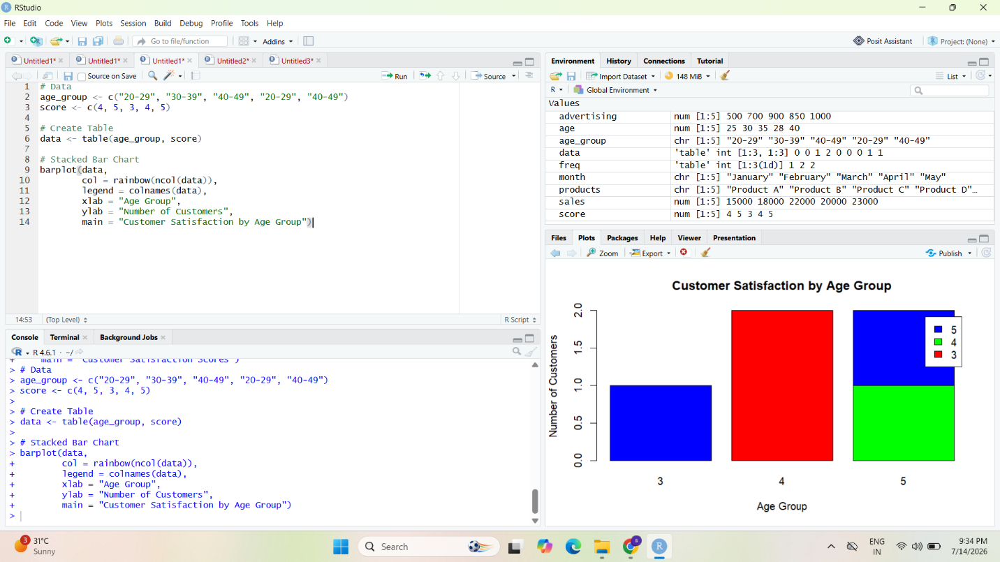 RStudio
File Edit Code View Plots Session Build Debug Profile Tools Help
Go to file/function Addins Posit Assistant Project: (None)
Untitled1* Untitled1* Untitled1* Untitled2* Untitled3*
Source on Save Run Source
1 # Data
2 age_group <- c("20-29", "30-39", "40-49", "20-29", "40-49")
3 score <- c(4, 5, 3, 4, 5)
4
5 # Create Table
6 data <- table(age_group, score)
7
8 # Stacked Bar Chart
9 barplot(data,
10 col = rainbow(ncol(data)),
11 legend = colnames(data),
12 xlab = "Age Group",
13 ylab = "Number of Customers",
14 main = "Customer Satisfaction by Age Group")
14:53 (Top Level) R Script
Console Terminal Background Jobs
R 4.6.1 · ~/
+ main = "Customer Satisfaction Scores")
> # Data
> age_group <- c("20-29", "30-39", "40-49", "20-29", "40-49")
> score <- c(4, 5, 3, 4, 5)
>
> # Create Table
> data <- table(age_group, score)
>
> # Stacked Bar Chart
> barplot(data,
+ col = rainbow(ncol(data)),
+ legend = colnames(data),
+ xlab = "Age Group",
+ ylab = "Number of Customers",
+ main = "Customer Satisfaction by Age Group")
>
Environment History Connections Tutorial
Import Dataset 148 MiB List
R Global Environment
Values
advertising num [1:5] 500 700 900 850 1000
age num [1:5] 25 30 35 28 40
age_group chr [1:5] "20-29" "30-39" "40-49" "20-29" "40-49"
data 'table' int [1:3, 1:3] 0 0 1 2 0 0 0 1 1
freq 'table' int [1:3(1d)] 1 2 2
month chr [1:5] "January" "February" "March" "April" "May"
products chr [1:5] "Product A" "Product B" "Product C" "Product D"…
sales num [1:5] 15000 18000 22000 20000 23000
score num [1:5] 4 5 3 4 5
Files Plots Packages Help Viewer Presentation
Zoom Export Publish
Customer Satisfaction by Age Group
Number of Customers
2.0
1.5
1.0
0.5
0.0
5
4
3
3 4 5
Age Group
3
31°C
Sunny
Search
ENG
IN
9:34 PM
7/14/2026